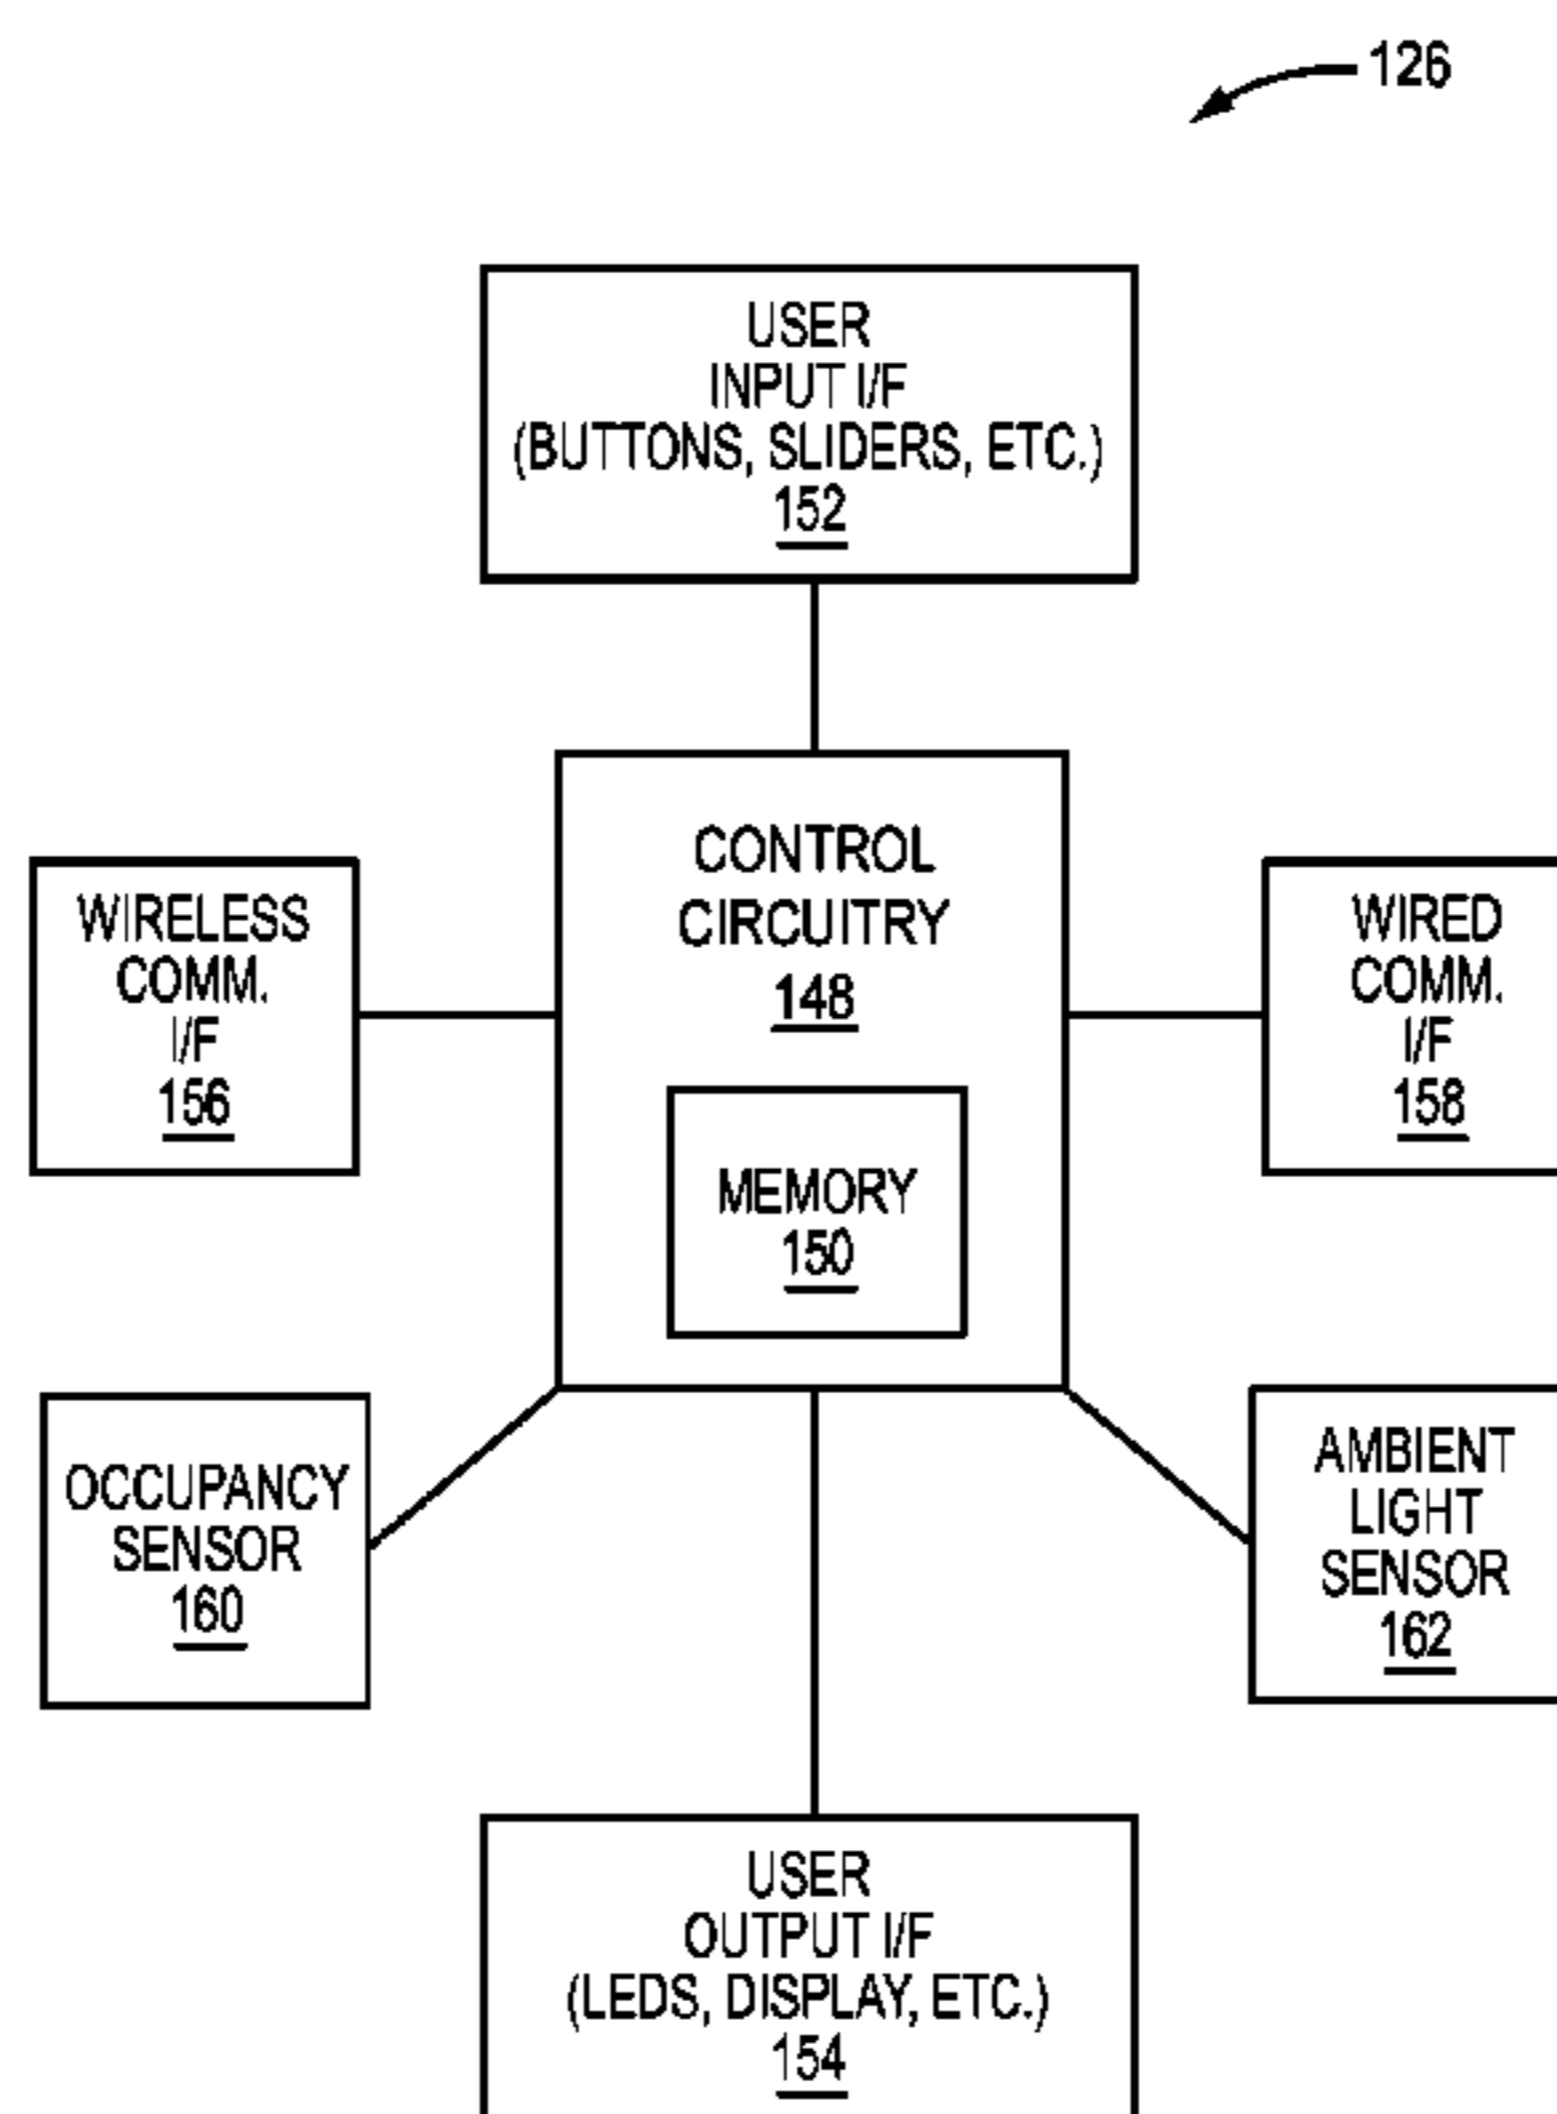 126
USER
INPUT I/F
(BUTTONS, SLIDERS, ETC.)
152
CONTROL
CIRCUITRY
148
MEMORY
150
WIRELESS
COMM.
I/F
156
WIRED
COMM.
I/F
158
OCCUPANCY
SENSOR
160
AMBIENT
LIGHT
SENSOR
162
USER
OUTPUT I/F
(LEDS, DISPLAY, ETC.)
154